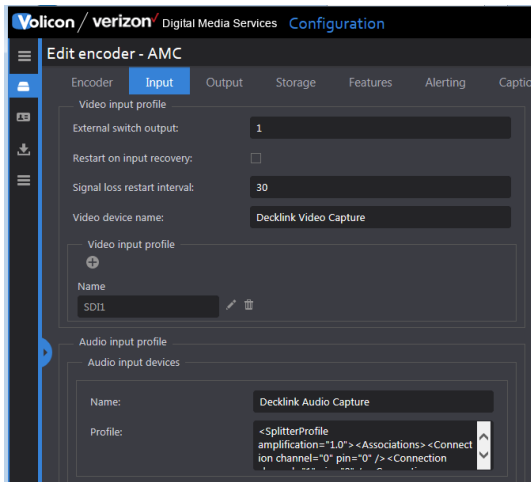 Volicon / verizon✓ Digital Media Services Configuration
Edit encoder - AMC
Encoder Input Output Storage Features Alerting Captio
Video input profile
External switch output: 1
Restart on input recovery:
Signal loss restart interval: 30
Video device name: Decklink Video Capture
Video input profile
Name
SDI1
Audio input profile
Audio input devices
Name: Decklink Audio Capture
Profile: <SplitterProfile
amplification="1.0"><Associations><Connect
ion channel="0" pin="0" /><Connection